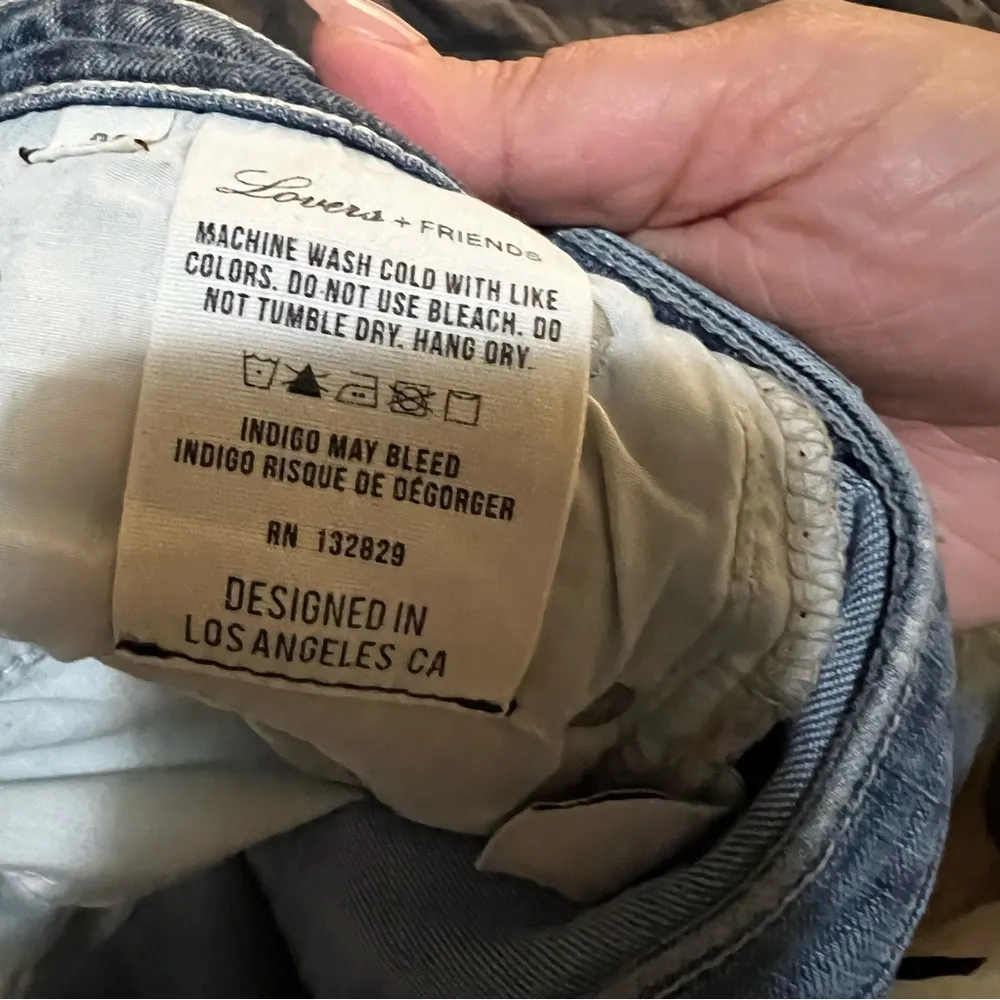 Lovers + FRIENDS
MACHINE WASH COLD WITH LIKE
COLORS. DO NOT USE BLEACH. DO
NOT TUMBLE DRY. HANG DRY.
INDIGO MAY BLEED
INDIGO RISQUE DE DÉGORGER
RN 132829
DESIGNED IN
LOS ANGELES CA